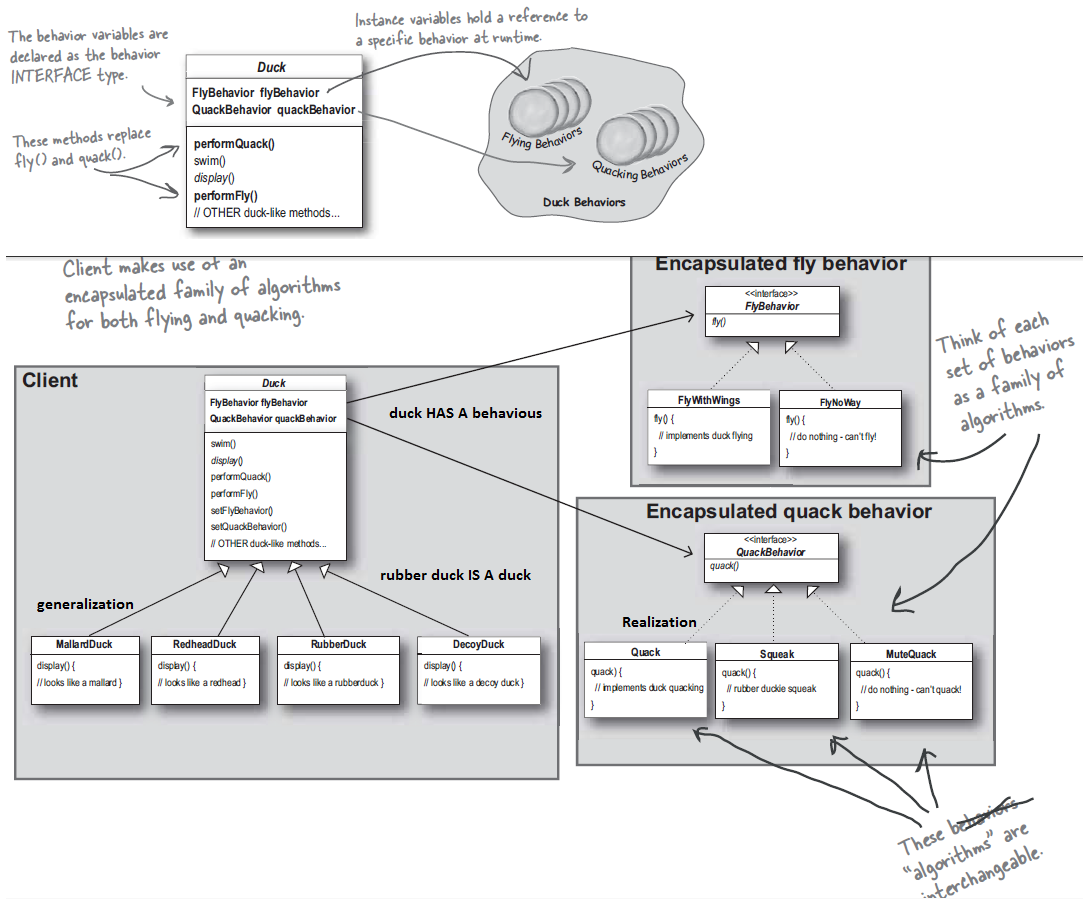 Instance variables hold a reference to
a specific behavior at runtime.
The behavior variables are
declared as the behavior
INTERFACE type.
These methods replace
fly() and quack().
Duck
FlyBehavior flyBehavior
QuackBehavior quackBehavior
performQuack()
swim()
display()
performFly()
// OTHER duck-like methods...
Flying Behaviors
Quacking Behaviors
Duck Behaviors
Client makes use of an
encapsulated family of algorithms
for both flying and quacking.
Client
Duck
FlyBehavior flyBehavior
QuackBehavior quackBehavior
swim()
display()
performQuack()
performFly()
setFlyBehavior()
setQuackBehavior()
// OTHER duck-like methods...
duck HAS A behavious
rubber duck IS A duck
generalization
MallardDuck
display() {
// looks like a mallard }
RedheadDuck
display() {
// looks like a redhead }
RubberDuck
display() {
// looks like a rubberduck }
DecoyDuck
display() {
// looks like a decoy duck }
Encapsulated fly behavior
<<interface>>
FlyBehavior
fly()
FlyWithWings
fly() {
// implements duck flying
}
FlyNoWay
fly() {
// do nothing - can't fly!
}
Think of each
set of behaviors
as a family of
algorithms.
Encapsulated quack behavior
<<interface>>
QuackBehavior
quack()
Realization
Quack
quack) {
// implements duck quacking
}
Squeak
quack() {
// rubber duckie squeak
}
MuteQuack
quack() {
// do nothing - can't quack!
}
These behaviors
“algorithms” are
interchangeable.